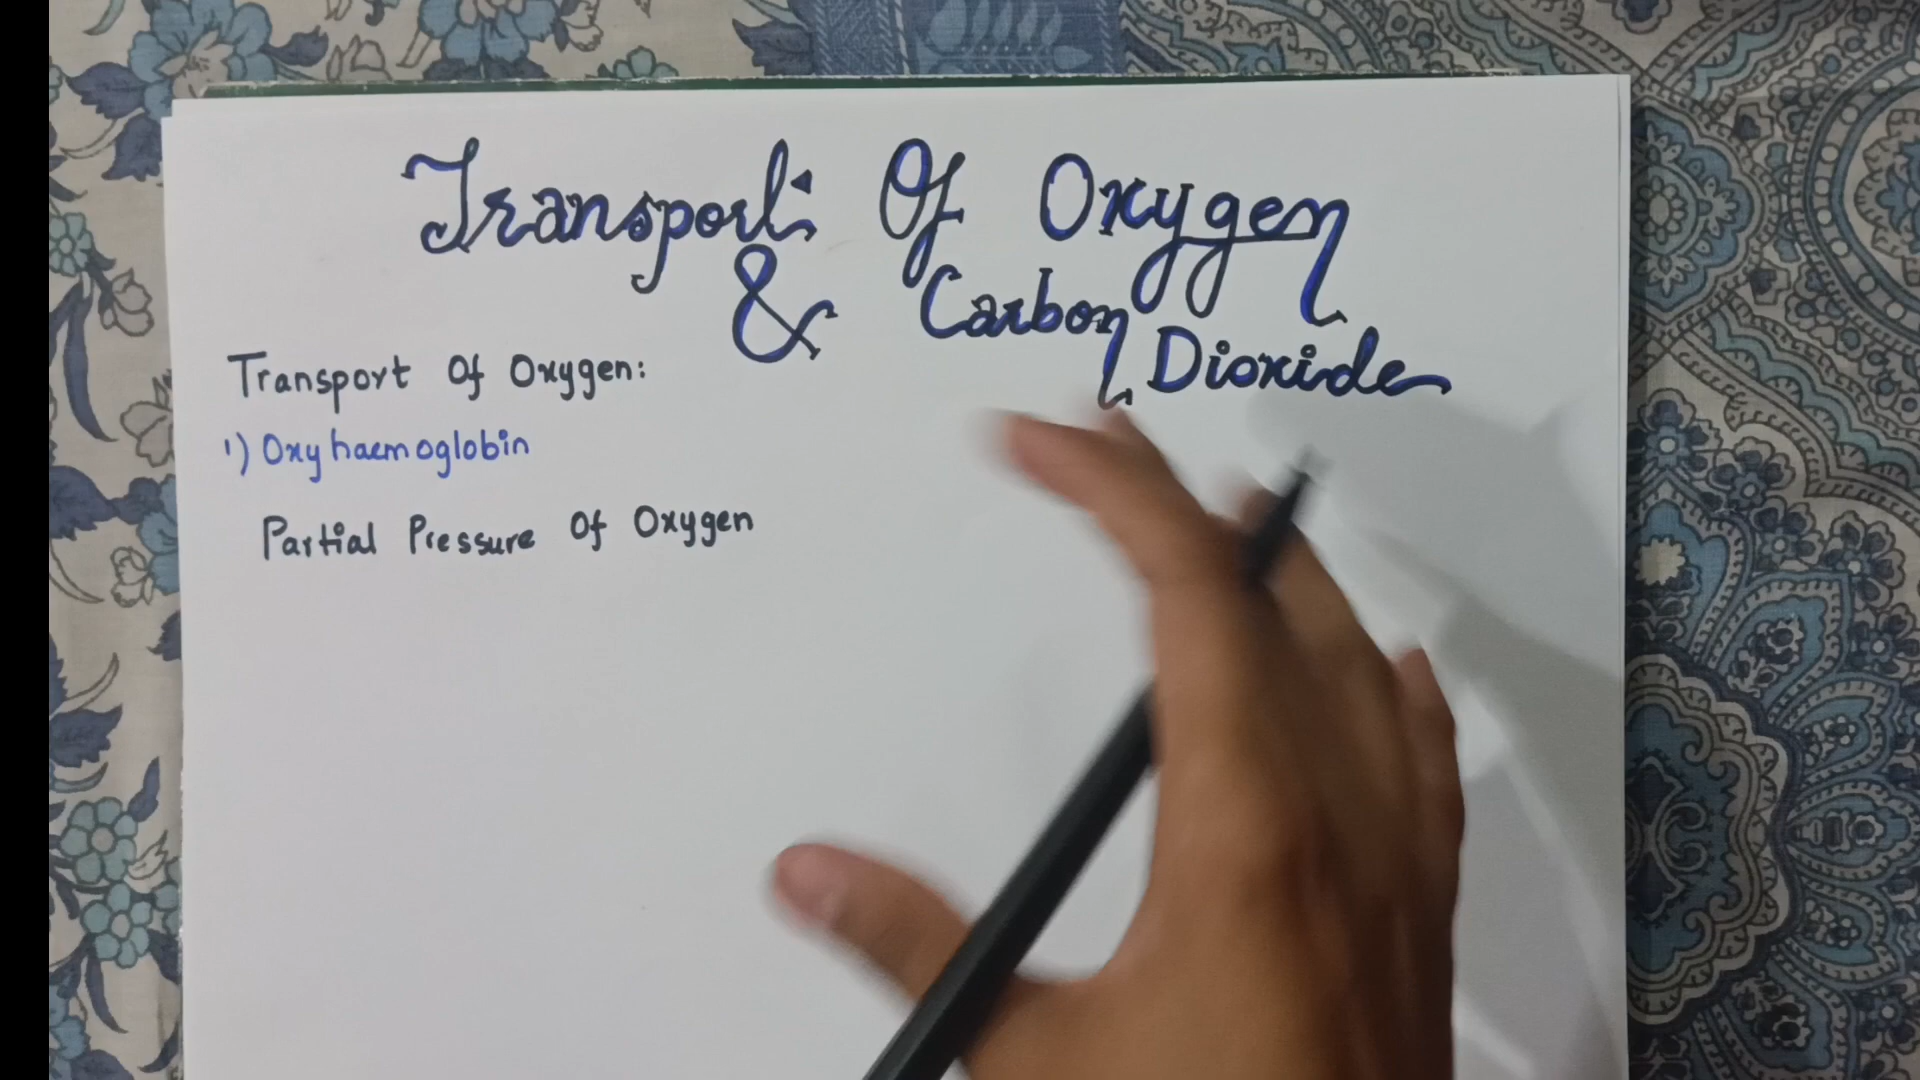 Transport Of Oxygen
& Carbon Dioxide
Transport Of Oxygen:
1) Oxyhaemoglobin
Partial Pressure Of Oxygen